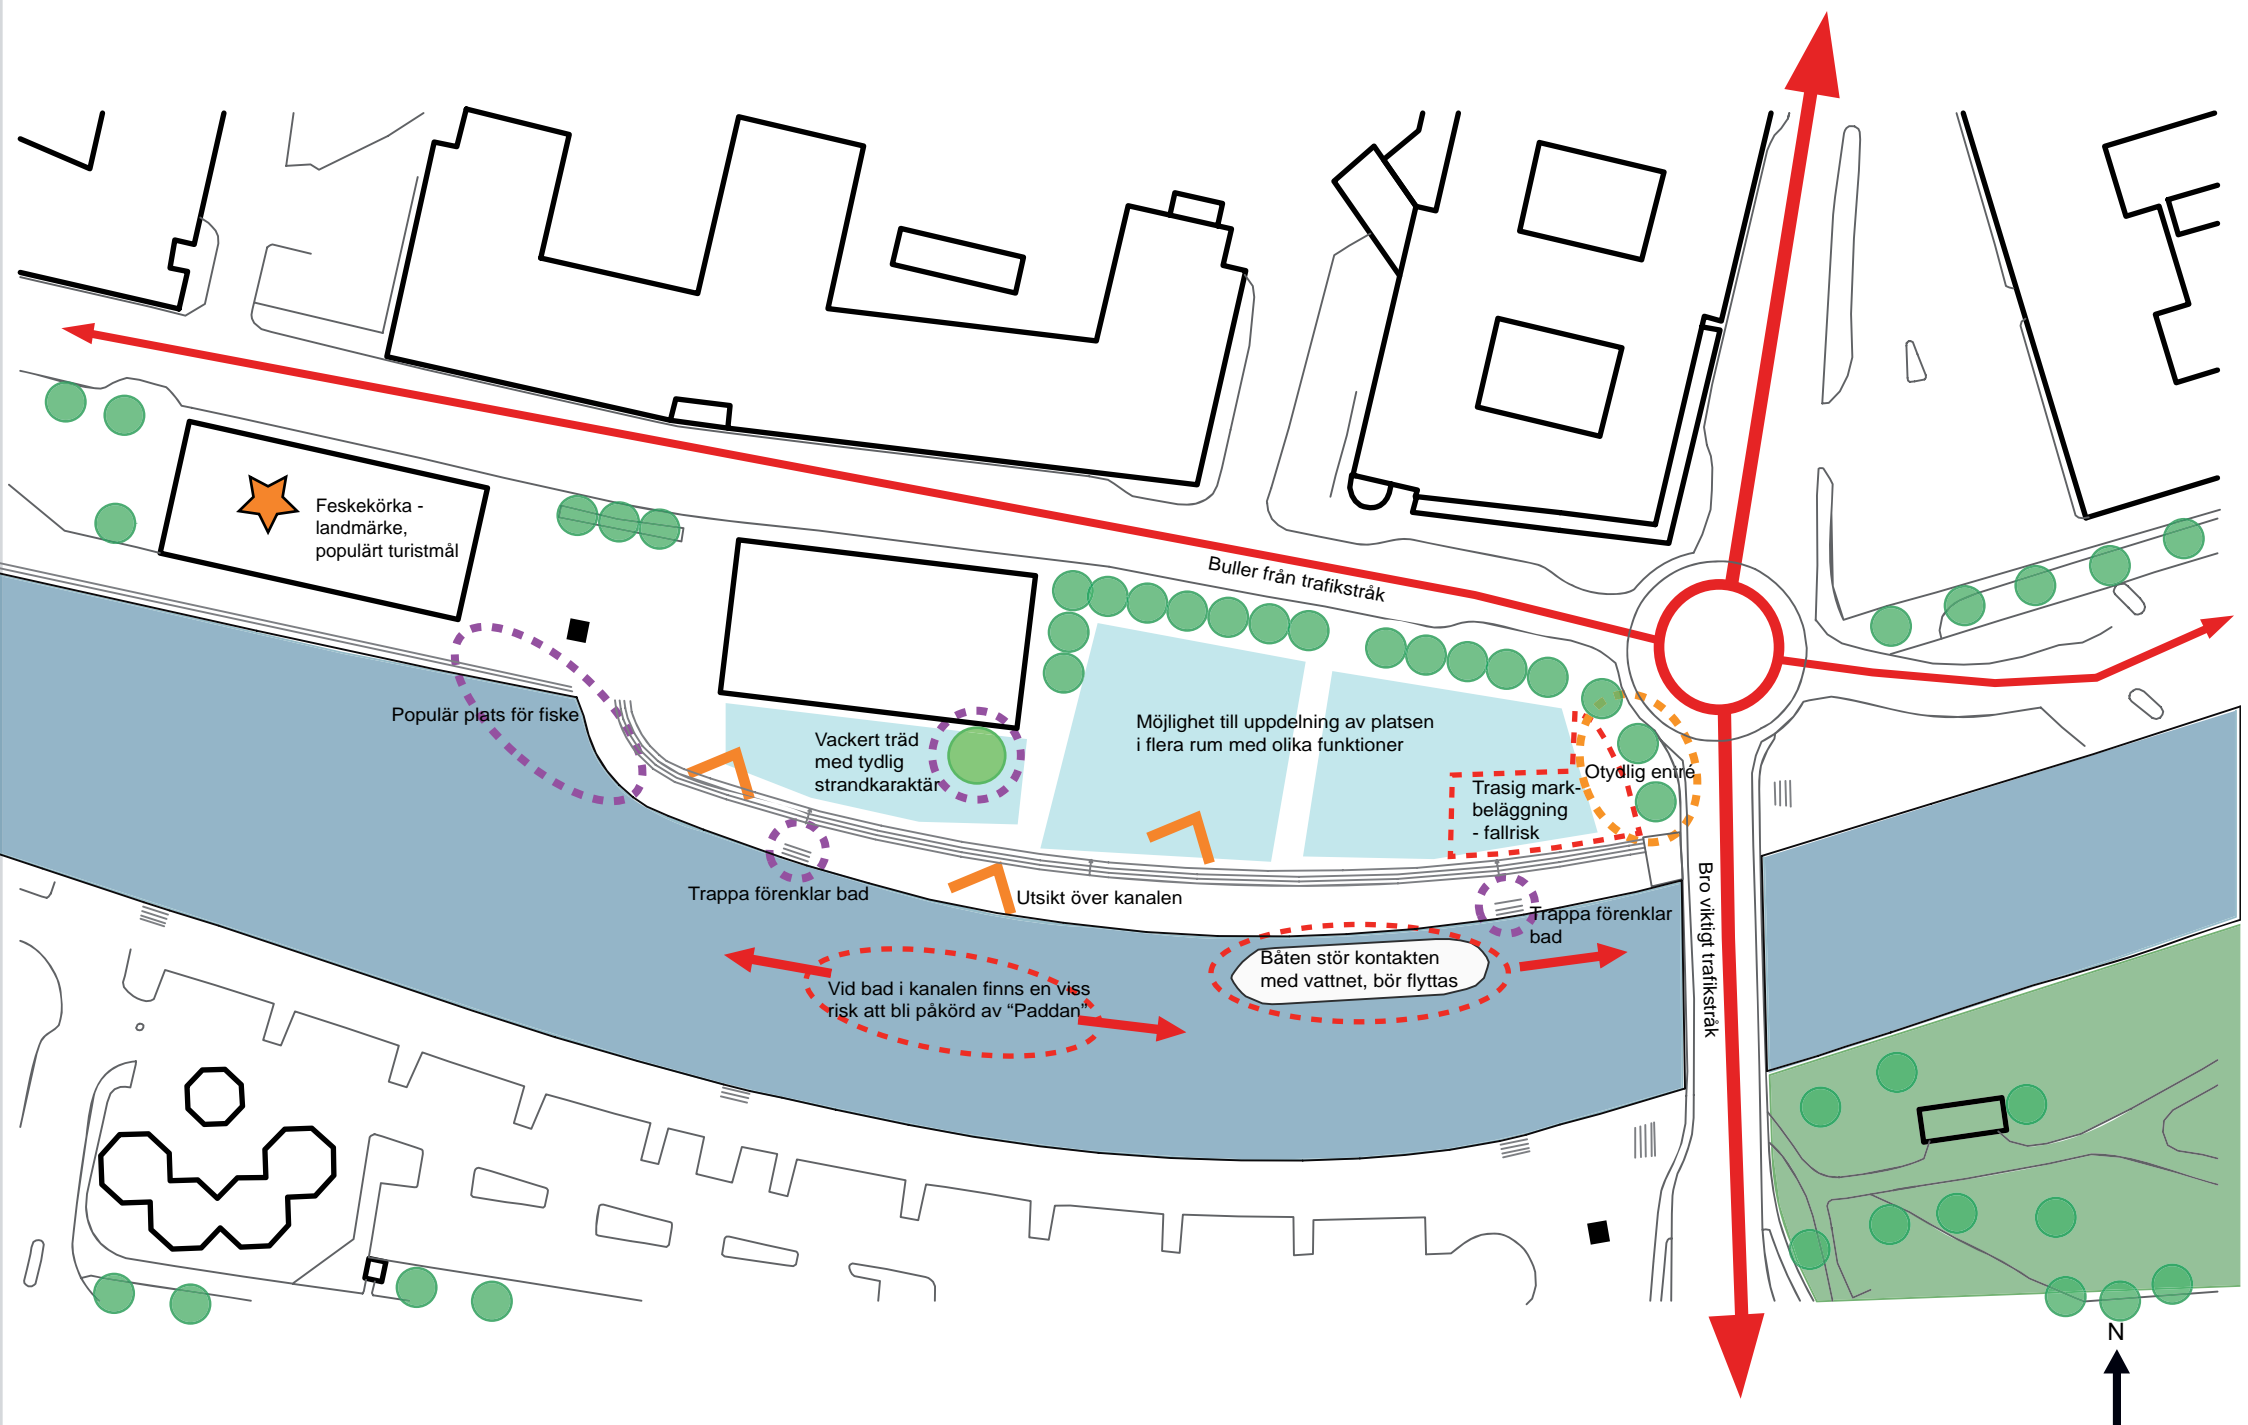 Feskekörka -
landmärke,
populärt turistmål
Buller från trafikstråk
Populär plats för fiske
Vackert träd
med tydlig
strandkaraktär
Möjlighet till uppdelning av platsen
i flera rum med olika funktioner
Otydlig entré
Trasig mark-
beläggning
- fallrisk
Trappa förenklar bad
Utsikt över kanalen
Trappa förenklar
bad
Bro viktigt trafikstråk
Båten stör kontakten
med vattnet, bör flyttas
Vid bad i kanalen finns en viss
risk att bli påkörd av “Paddan”
N